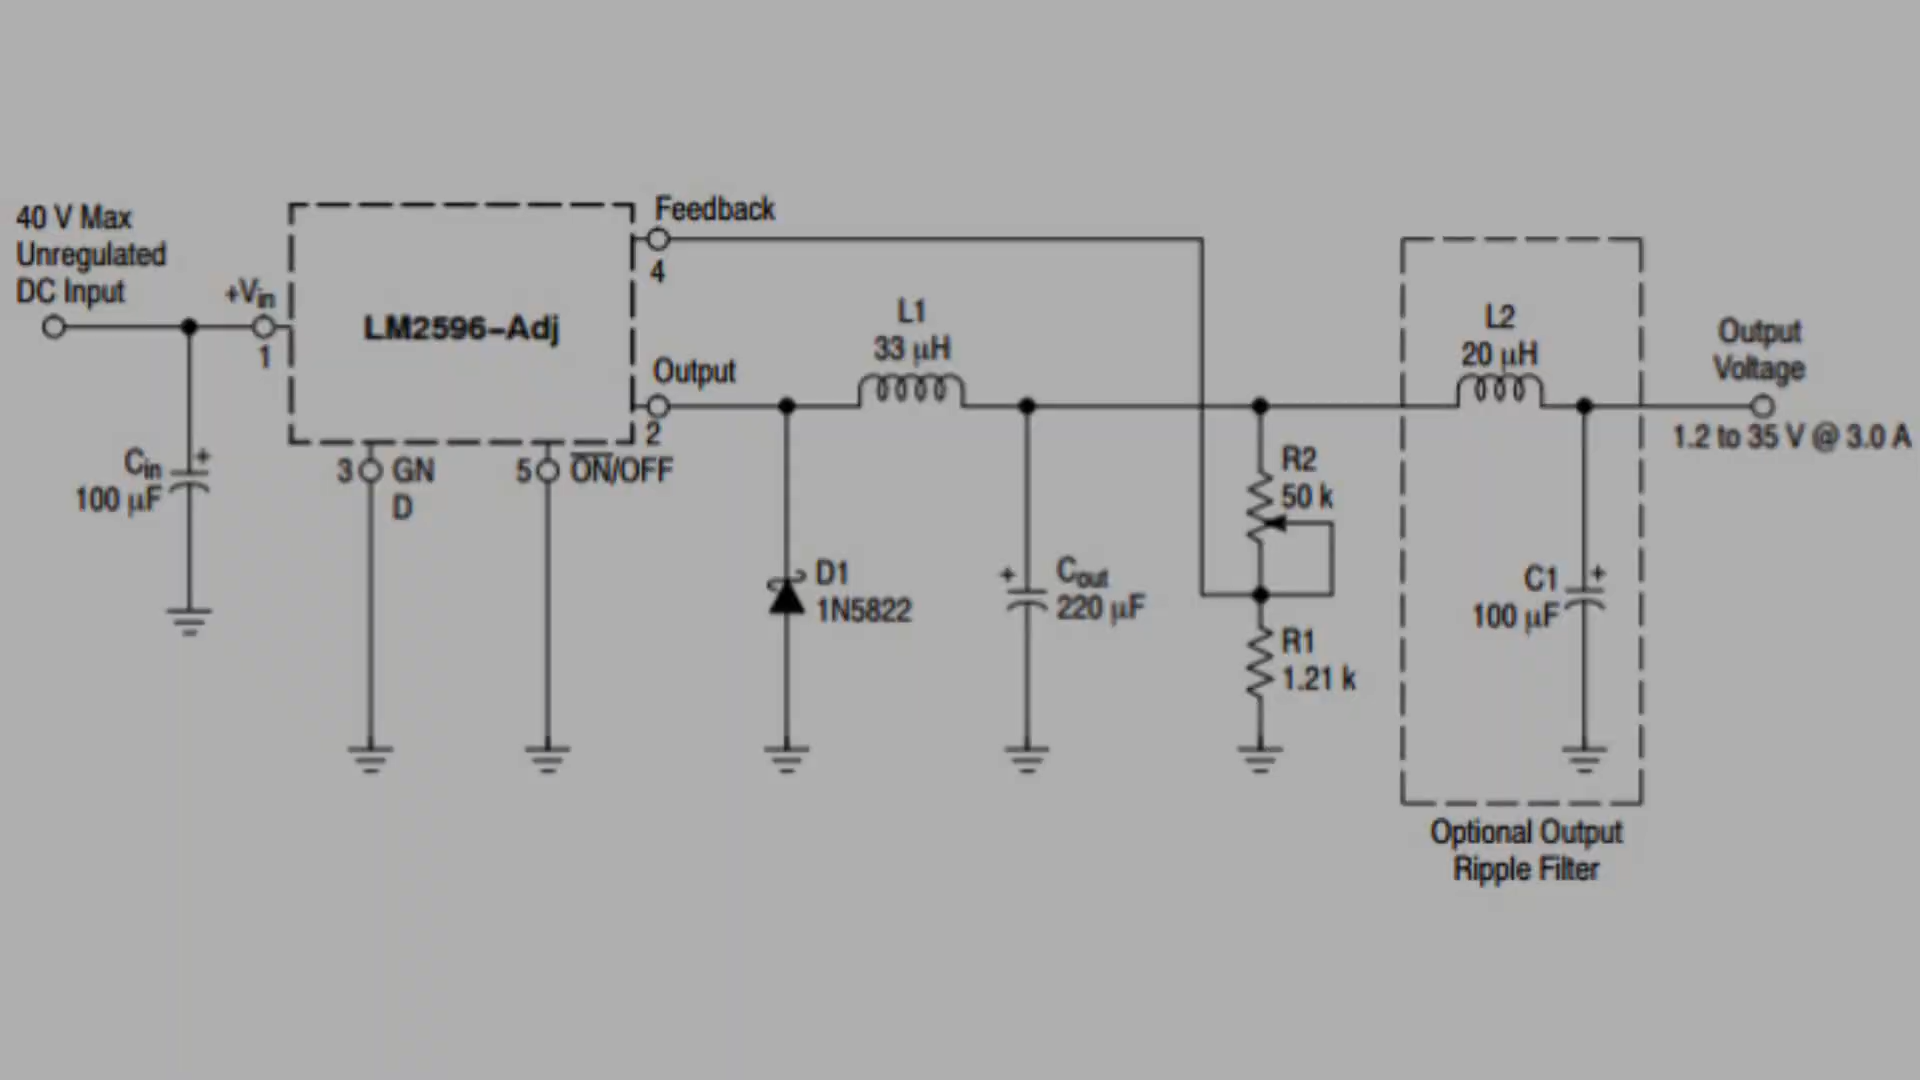 40 V Max
Unregulated
DC Input
+Vin
1
LM2596-Adj
Feedback
4
Output
2
3 GN
D
5 ON/OFF
Cin +
100 µF
L1
33 µH
D1
1N5822
+ Cout
220 µF
R2
50 k
R1
1.21 k
L2
20 µH
C1 +
100 µF
Output
Voltage
1.2 to 35 V @ 3.0 A
Optional Output
Ripple Filter